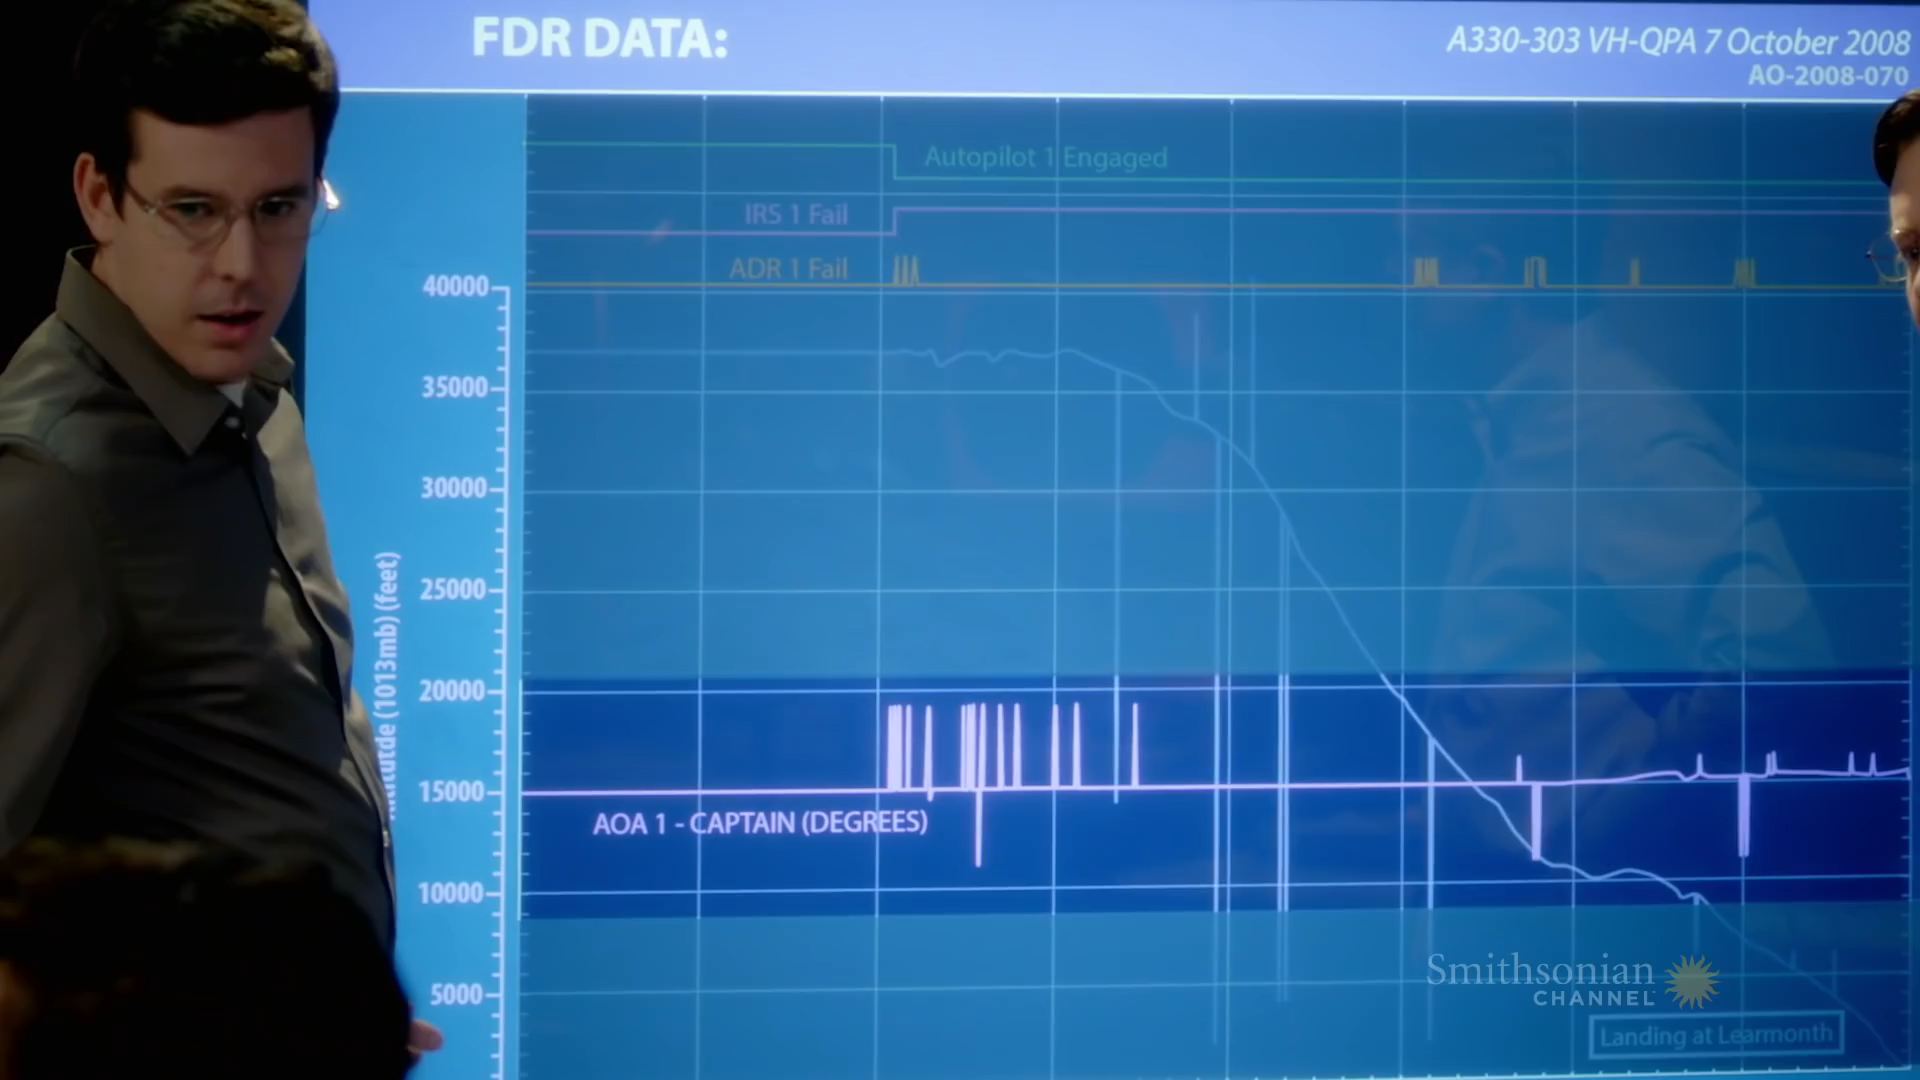 FDR DATA:
A330-303 VH-QPA 7 October 2008
AO-2008-070
Autopilot 1 Engaged
IRS 1 Fail
ADR 1 Fail
40000
35000
30000
25000
20000
15000
10000
5000
(1013mb) (feet)
AOA 1 - CAPTAIN (DEGREES)
Smithsonian
CHANNEL
Landing at Learmonth